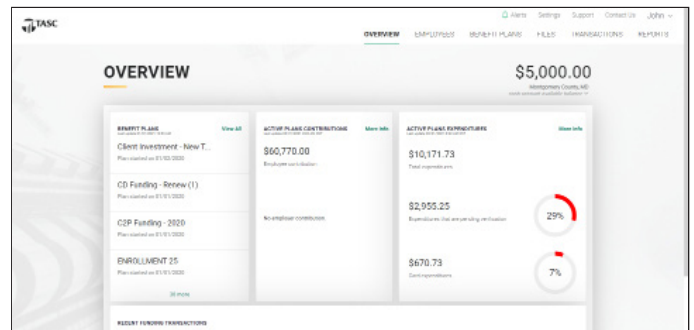 TASC
Alerts Settings Support Contact Us John
OVERVIEW EMPLOYEES BENEFIT PLANS FILES TRANSACTIONS REPORTS
OVERVIEW
$5,000.00
Montgomery County, MD
BENEFIT PLANS View All
Client Investment - New T...
Plan started on 01/02/2020
CD Funding - Renew (1)
Plan started on 01/01/2020
C2P Funding - 2020
Plan started on 01/01/2020
ENROLLMENT 25
Plan started on 01/01/2020
ACTIVE PLANS CONTRIBUTIONS More Info
$60,770.00
Employee contribution
No employer contribution
ACTIVE PLANS EXPENDITURES More Info
$10,171.73
Total expenditures
$2,955.25
Expenditures that are pending verification
29%
$670.73
Card expenditures
7%
RECENT FUNDING TRANSACTIONS